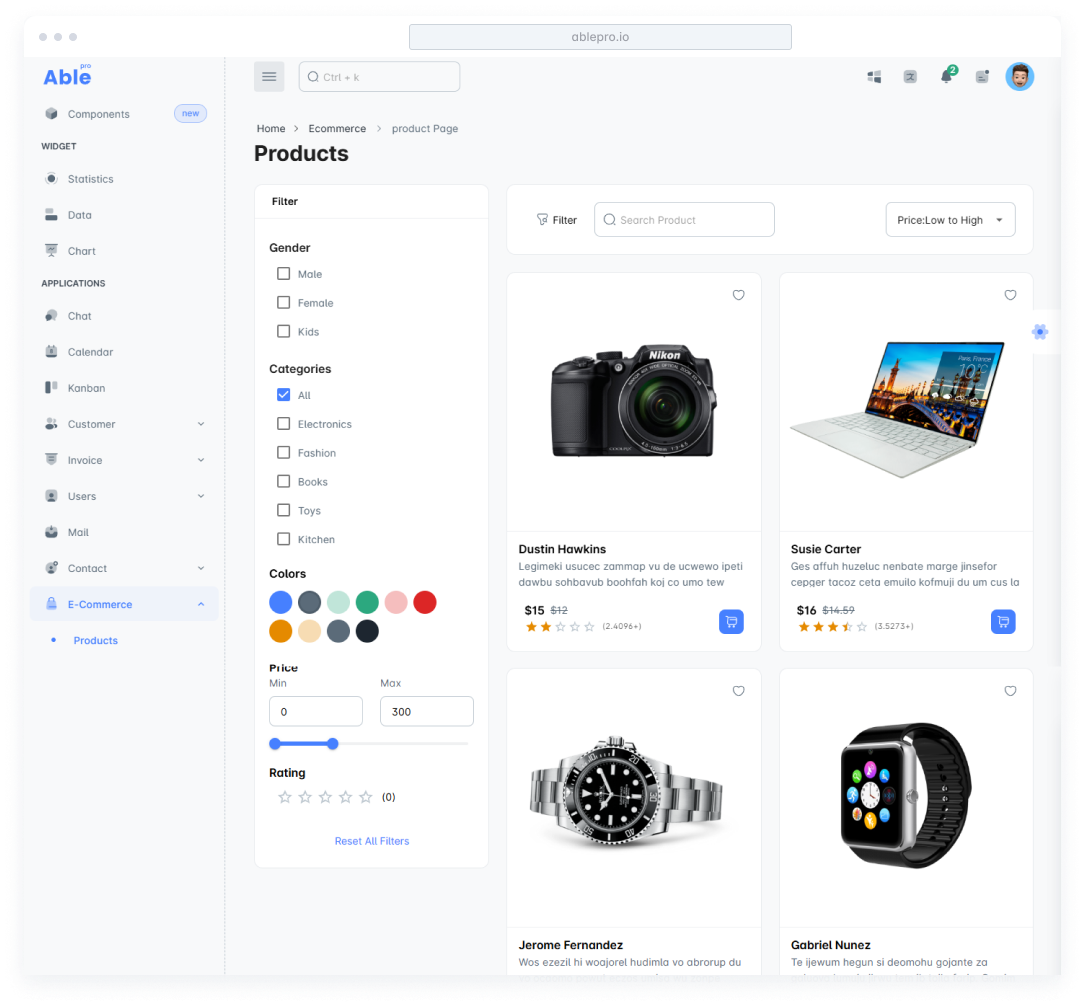 ablepro.io
Able pro
Ctrl + k
2
Components
new
WIDGET
Statistics
Data
Chart
APPLICATIONS
Chat
Calendar
Kanban
Customer
Invoice
Users
Mail
Contact
E-Commerce
Products
Home > Ecommerce > product Page
Products
Filter
Gender
Male
Female
Kids
Categories
All
Electronics
Fashion
Books
Toys
Kitchen
Colors
Price
Min Max
0 300
Rating
(0)
Reset All Filters
Filter
Search Product
Price:Low to High
Nikon
COOLPIX
Dustin Hawkins
Legimeki usucec zammap vu de ucwewo ipeti
dawbu sohbavub boohfah koj co umo tew
$15 $12
(2.4096+)
Paris, France
10°C
Susie Carter
Ges affuh huzeluc nenbate marge jinsefor
cepger tacoz ceta emuilo kofmuji du um cus la
$16 $14.59
(3.5273+)
Jerome Fernandez
Wos ezezil hi woajorel hudimla vo abrorup du
Gabriel Nunez
Te ijewum hegun si deomohu gojante za